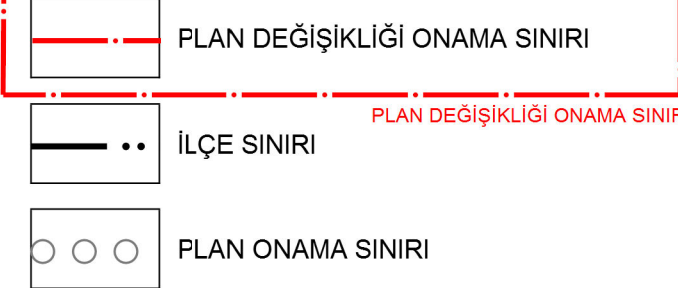 PLAN DEĞİŞİKLİĞİ ONAMA SINIRI
PLAN DEĞİŞİKLİĞİ ONAMA SINIR
İLÇE SINIRI
PLAN ONAMA SINIRI